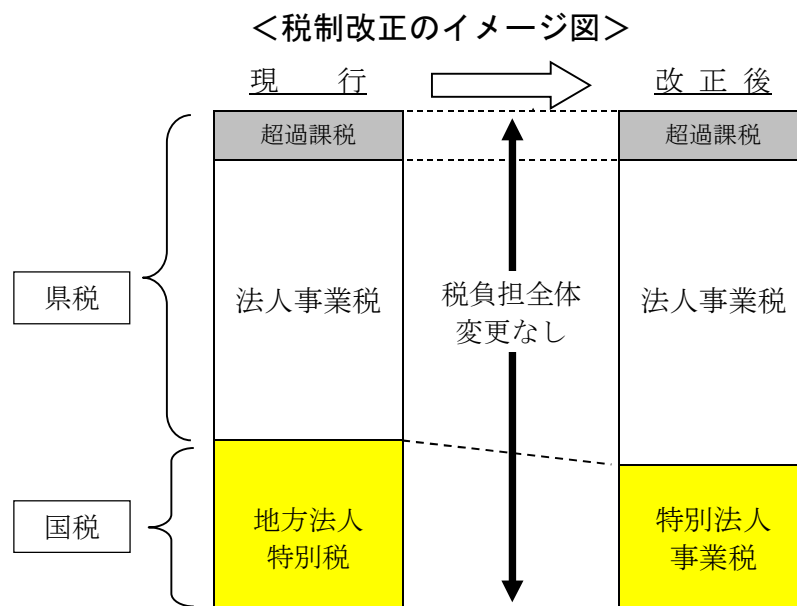 ＜税制改正のイメージ図＞
現　　行
改 正 後
超過課税
超過課税
県税
法人事業税
税負担全体
変更なし
法人事業税
国税
地方法人
特別税
特別法人
事業税